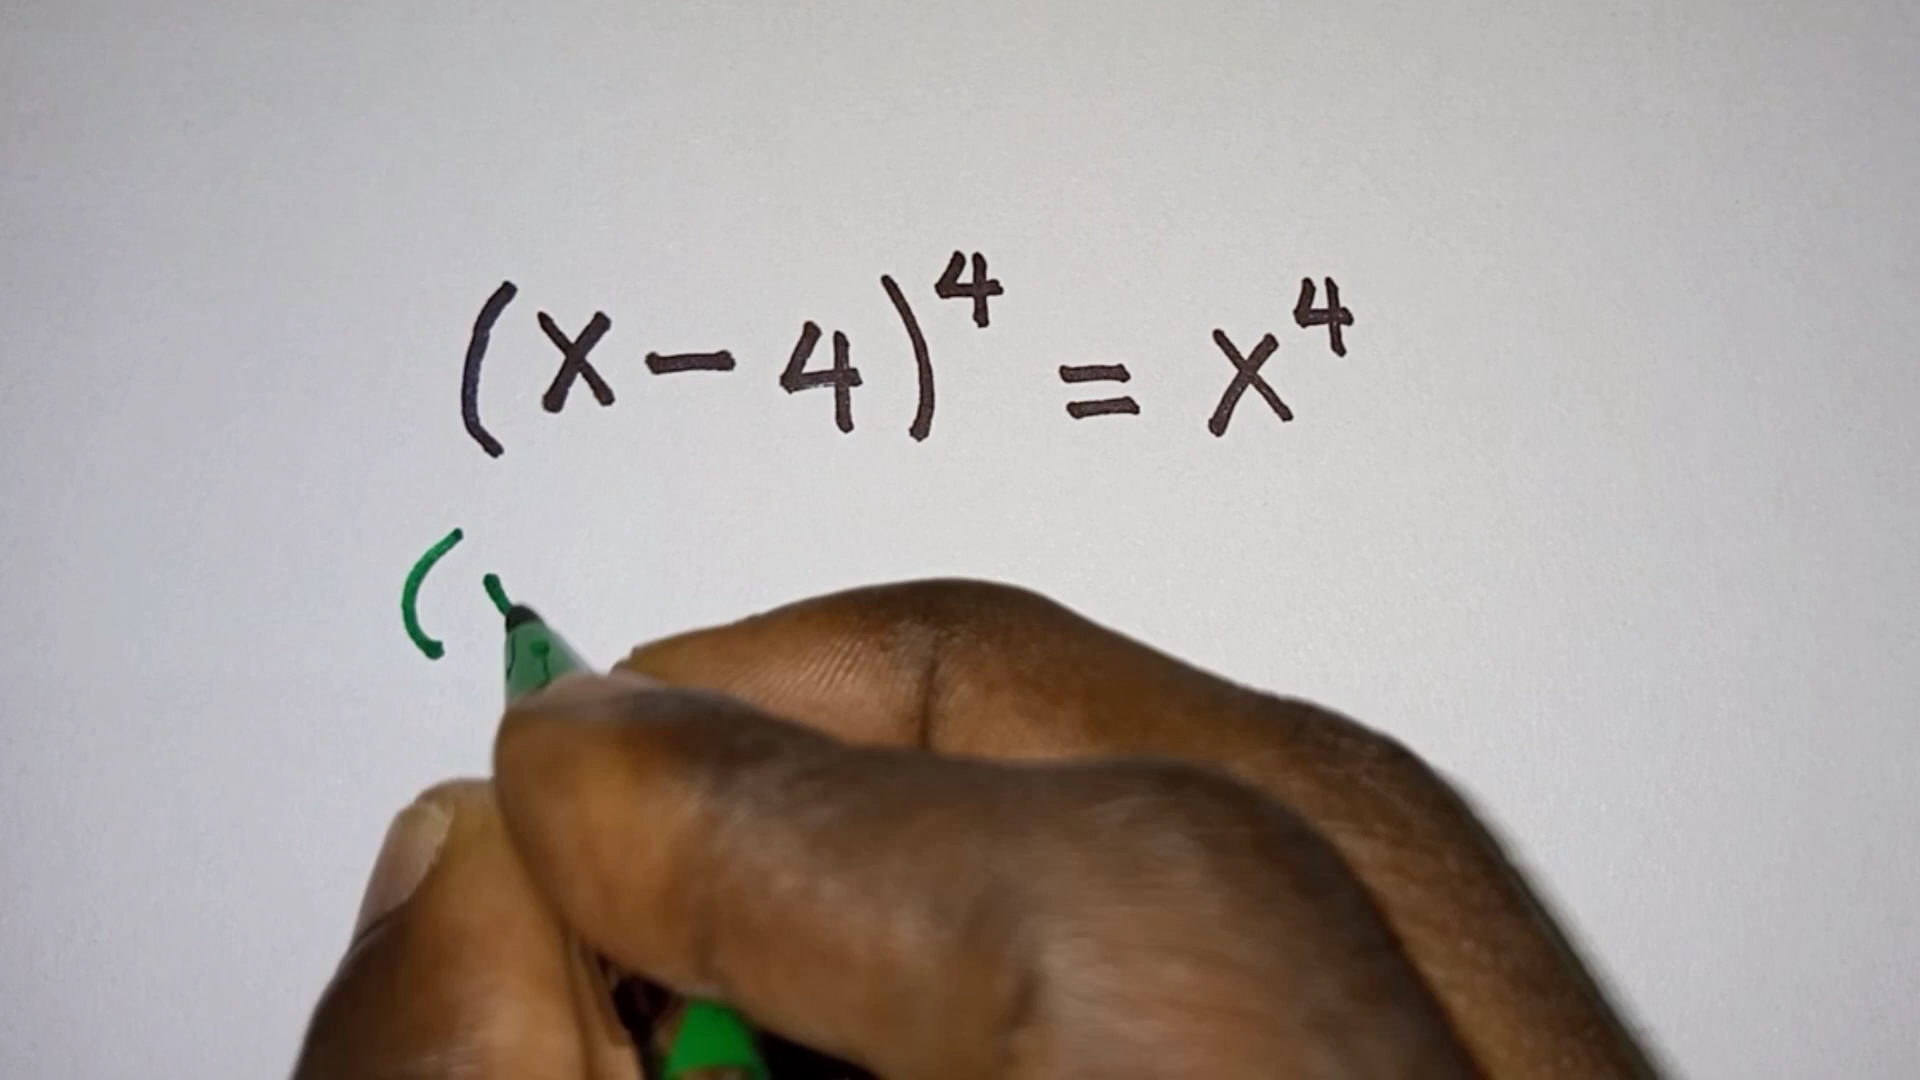 (x - 4)⁴ = x⁴
(